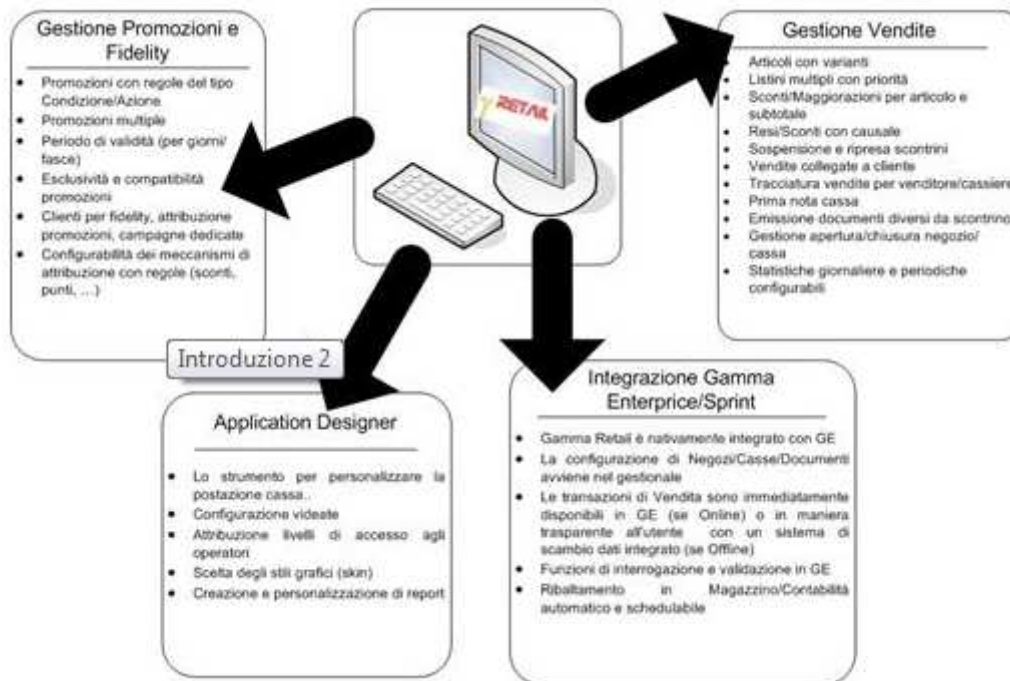 Gestione Promozioni e
Fidelity
Promozioni con regole del tipo
Condizione/Azione
Promozioni multiple
Periodo di validità (per giorni/
fasce)
Esclusività e compatibilità
promozioni
Clienti per fidelity, attribuzione
promozioni, campagne dedicate
Configurabilità dei meccanismi di
attribuzione con regole (sconti,
punti, ...)
γ RETAIL
Gestione Vendite
Articoli con varianti
Listini multipli con priorità
Sconti/Maggiorazioni per articolo e
subtotale
Resi/Sconti con causale
Sospensione e ripresa scontrini
Vendite collegate a cliente
Tracciatura vendite per venditore/cassiere
Prima nota cassa
Emissione documenti diversi da scontrino
Gestione apertura/chiusura negozio/
cassa
Statistiche giornaliere e periodiche
configurabili
Introduzione 2
Application Designer
Lo strumento per personalizzare la
postazione cassa..
Configurazione videate
Attribuzione livelli di accesso agli
operatori
Scelta degli stili grafici (skin)
Creazione e personalizzazione di report
Integrazione Gamma
Enterprice/Sprint
Gamma Retail è nativamente integrato con GE
La configurazione di Negozi/Casse/Documenti
avviene nel gestionale
Le transazioni di Vendita sono immediatamente
disponibili in GE (se Online) o in maniera
trasparente all'utente con un sistema di
scambio dati integrato (se Offline)
Funzioni di interrogazione e validazione in GE
Ribaltamento in Magazzino/Contabilità
automatico e schedulabile